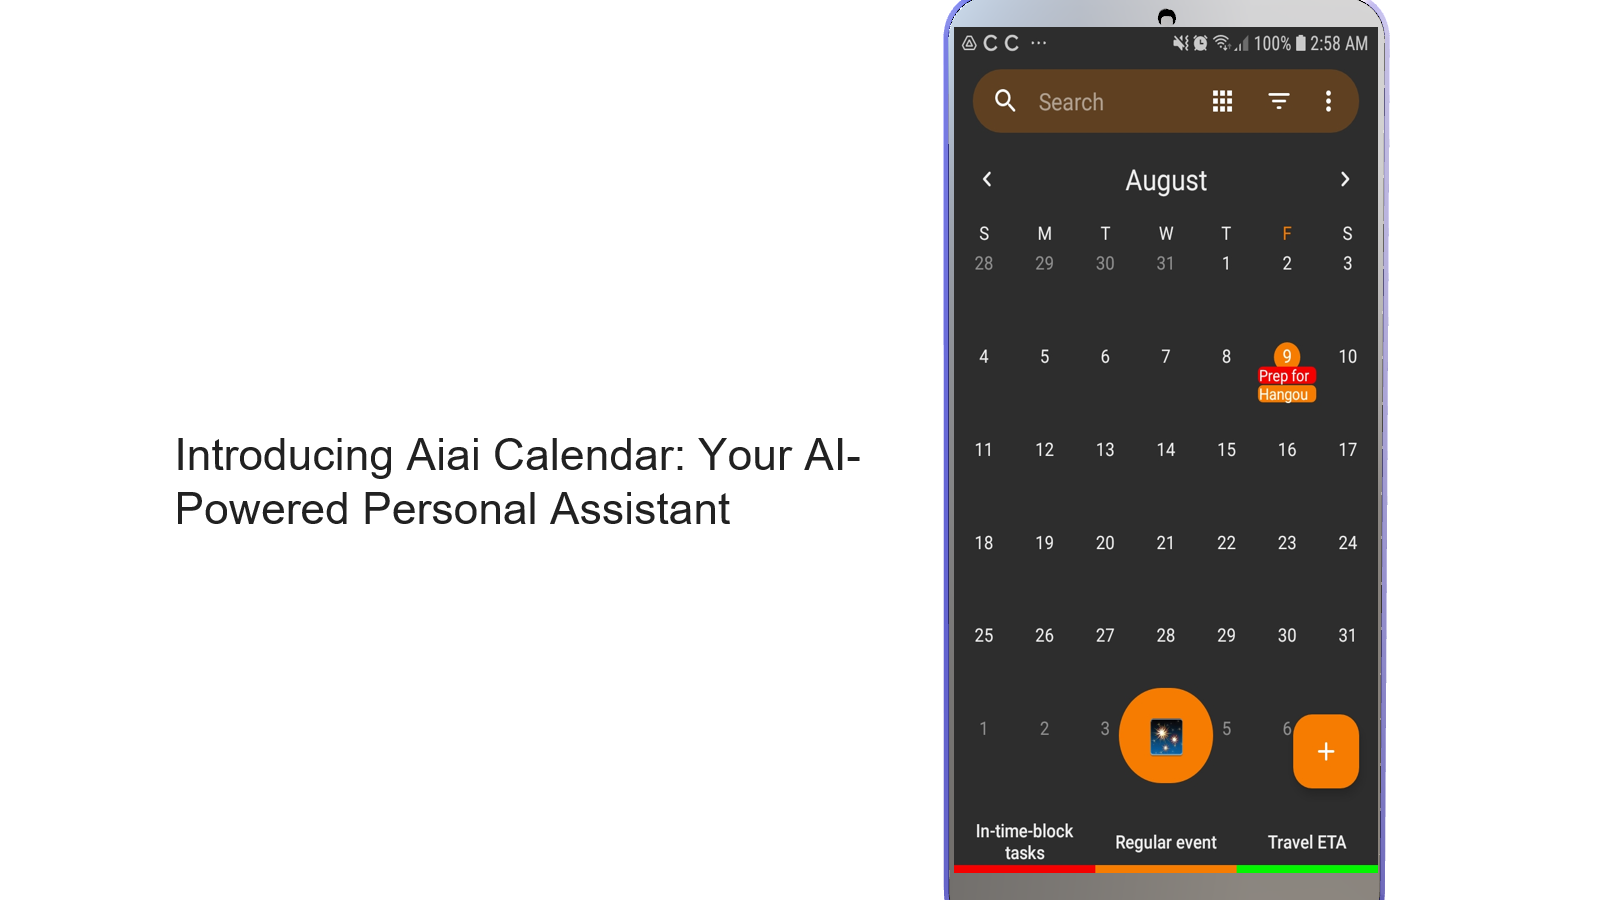 Introducing Aiai Calendar: Your AI-
Powered Personal Assistant
C C ··· 100% 2:58 AM
Search
August
S M T W T F S
28 29 30 31 1 2 3
4 5 6 7 8 9 10
Prep for
Hangou
11 12 13 14 15 16 17
18 19 20 21 22 23 24
25 26 27 28 29 30 31
1 2 3 5 6
+
In-time-block
tasks
Regular event
Travel ETA